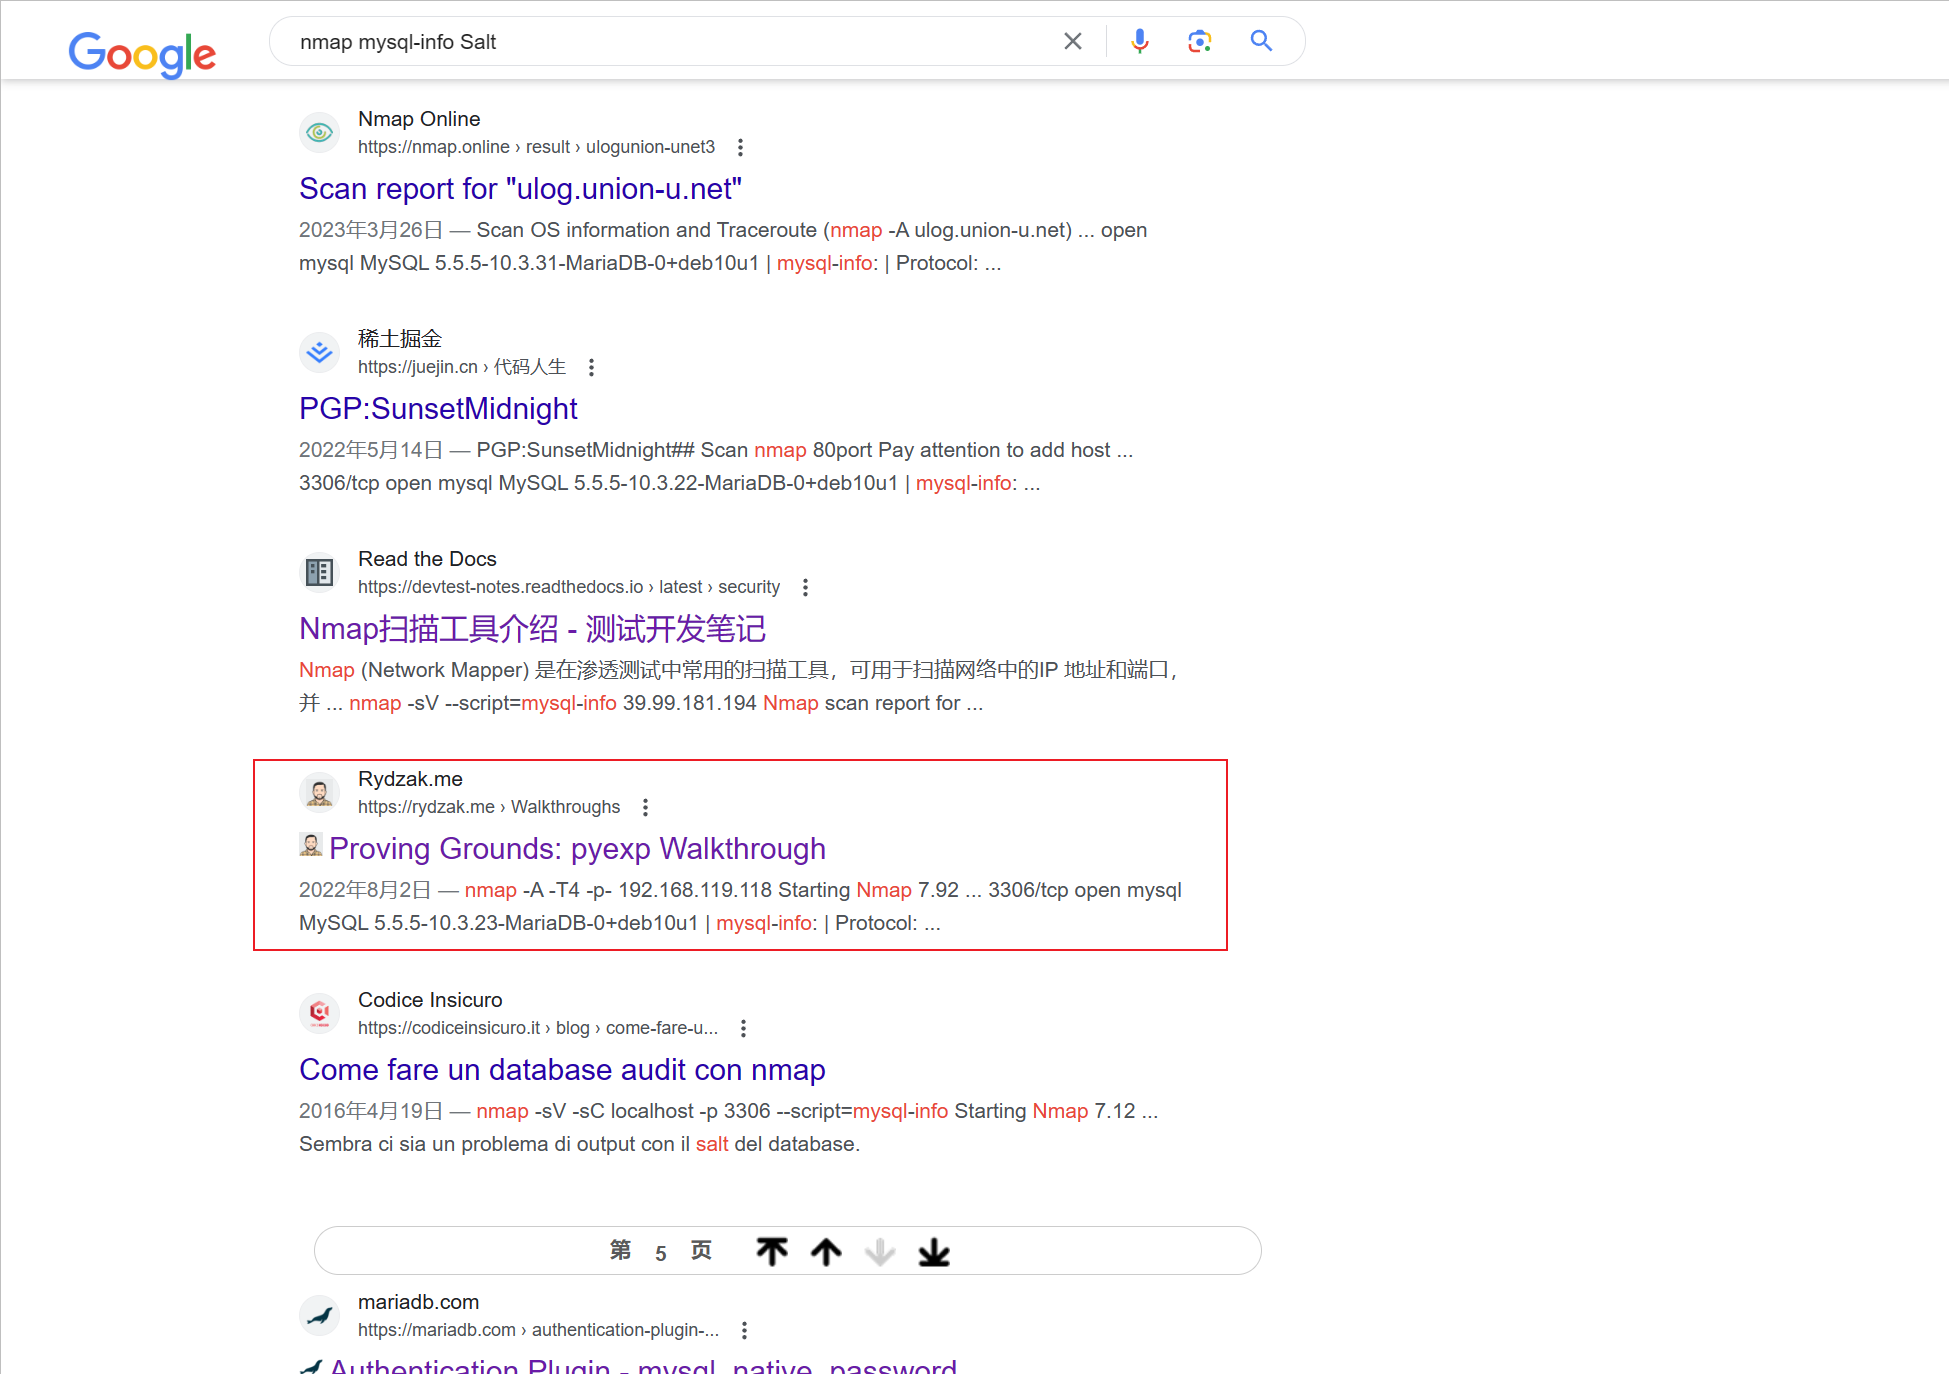 Google
nmap mysql-info Salt
Nmap Online
https://nmap.online › result › ulogunion-unet3
Scan report for "ulog.union-u.net"
2023年3月26日 — Scan OS information and Traceroute (nmap -A ulog.union-u.net) ... open
mysql MySQL 5.5.5-10.3.31-MariaDB-0+deb10u1 | mysql-info: | Protocol: ...
稀土掘金
https://juejin.cn › 代码人生
PGP:SunsetMidnight
2022年5月14日 — PGP:SunsetMidnight## Scan nmap 80port Pay attention to add host ...
3306/tcp open mysql MySQL 5.5.5-10.3.22-MariaDB-0+deb10u1 | mysql-info: ...
Read the Docs
https://devtest-notes.readthedocs.io › latest › security
Nmap扫描工具介绍 - 测试开发笔记
Nmap (Network Mapper) 是在渗透测试中常用的扫描工具，可用于扫描网络中的IP 地址和端口，
并 ... nmap -sV --script=mysql-info 39.99.181.194 Nmap scan report for ...
Rydzak.me
https://rydzak.me › Walkthroughs
Proving Grounds: pyexp Walkthrough
2022年8月2日 — nmap -A -T4 -p- 192.168.119.118 Starting Nmap 7.92 ... 3306/tcp open mysql
MySQL 5.5.5-10.3.23-MariaDB-0+deb10u1 | mysql-info: | Protocol: ...
Codice Insicuro
https://codiceinsicuro.it › blog › come-fare-u...
Come fare un database audit con nmap
2016年4月19日 — nmap -sV -sC localhost -p 3306 --script=mysql-info Starting Nmap 7.12 ...
Sembra ci sia un problema di output con il salt del database.
第 5 页
mariadb.com
https://mariadb.com › authentication-plugin-...
Authentication Plugin - mysql_native_password